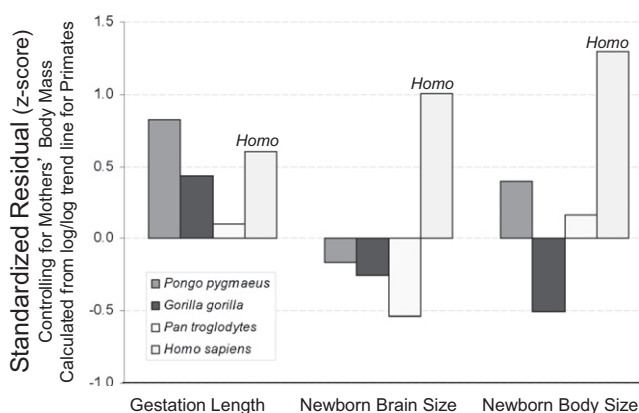 Standardized Residual (z-score)
Controlling for Mothers' Body Mass
Calculated from log/log trend line for Primates
1.5
1.0
0.5
0.0
-0.5
-1.0
Homo
Homo
Homo
Pongo pygmaeus
Gorilla gorilla
Pan troglodytes
Homo sapiens
Gestation Length Newborn Brain Size Newborn Body Size